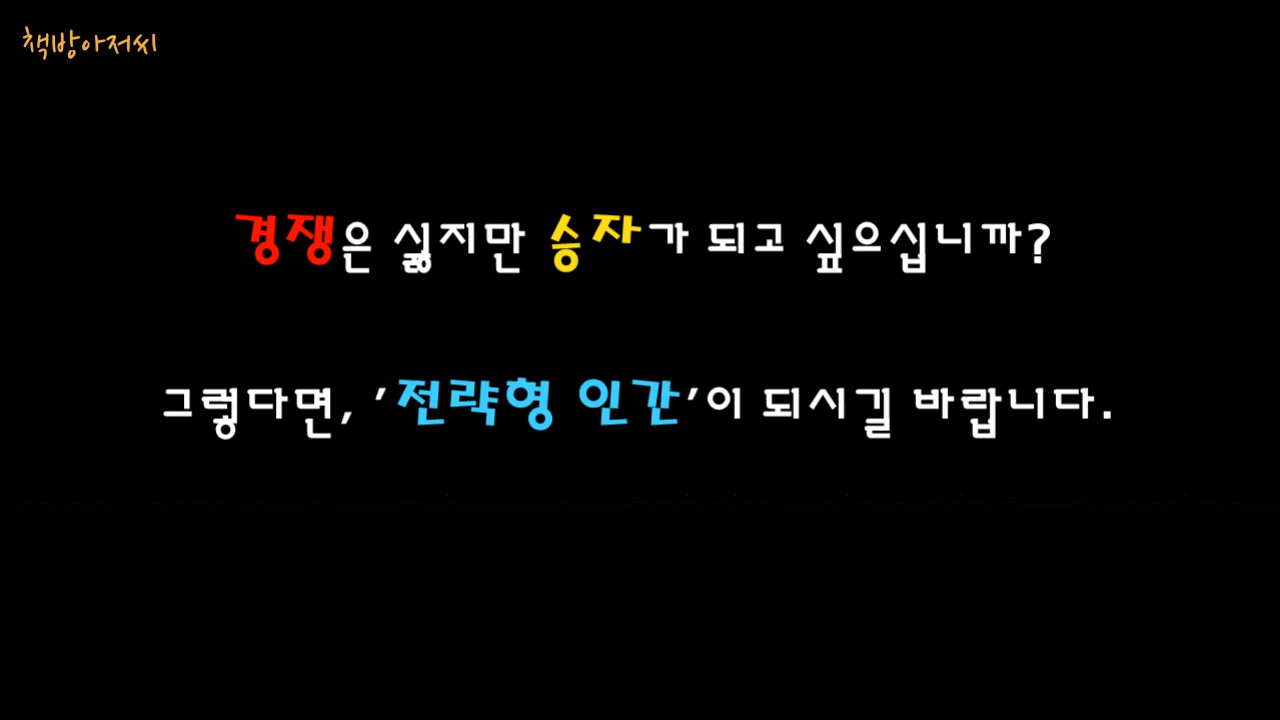 책방아저씨
경쟁은 싫지만 승자가 되고 싶으십니까?
그렇다면, '전략형 인간'이 되시길 바랍니다.